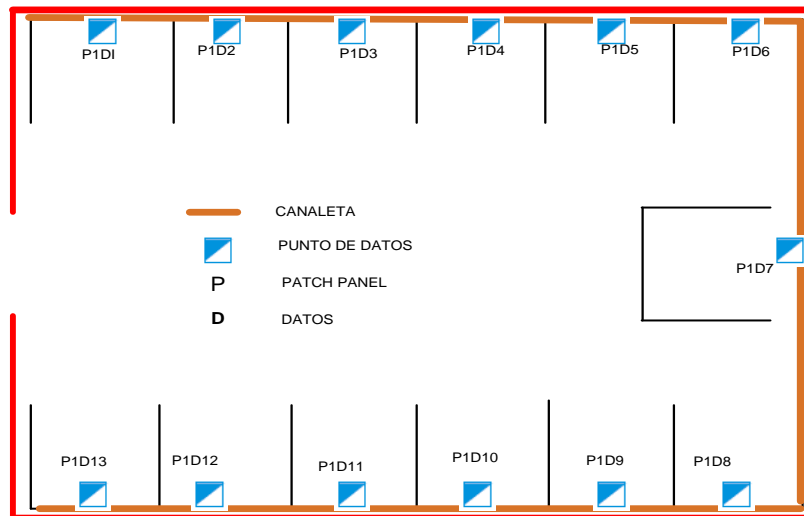 P1DI
P1D2
P1D3
P1D4
P1D5
P1D6
CANALETA
PUNTO DE DATOS
P PATCH PANEL
D DATOS
P1D7
P1D13
P1D12
P1D11
P1D10
P1D9
P1D8